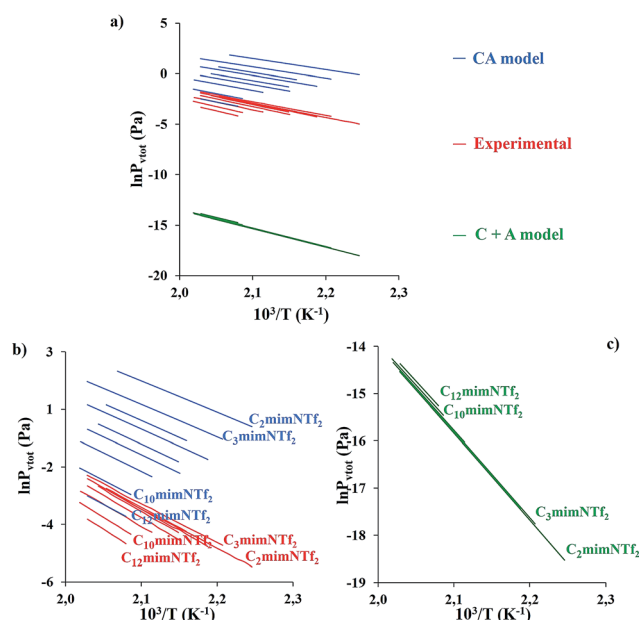 a)
5
0
-5
-10
-15
-20
lnPvtot (Pa)
2,0
2,1
2,2
2,3
10³/T (K⁻¹)
CA model
Experimental
C + A model
b)
3
-2
-6
lnPvtot (Pa)
2,0
2,1
2,2
2,3
10³/T (K⁻¹)
C₂mimNTf₂
C₃mimNTf₂
C₁₀mimNTf₂
C₁₂mimNTf₂
C₁₀mimNTf₂
C₁₂mimNTf₂
C₃mimNTf₂
C₂mimNTf₂
c)
-14
-15
-16
-17
-18
-19
lnPvtot (Pa)
2,0
2,1
2,2
2,3
10³/T (K⁻¹)
C₁₂mimNTf₂
C₁₀mimNTf₂
C₃mimNTf₂
C₂mimNTf₂